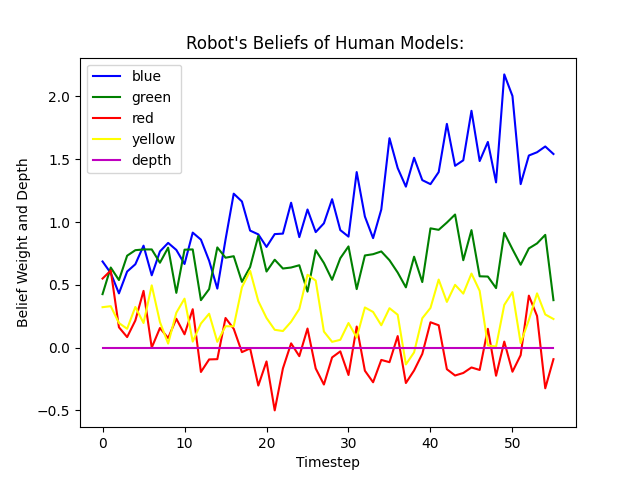 Robot's Beliefs of Human Models:
blue
green
red
yellow
depth
Belief Weight and Depth
2.0
1.5
1.0
0.5
0.0
−0.5
0 10 20 30 40 50
Timestep